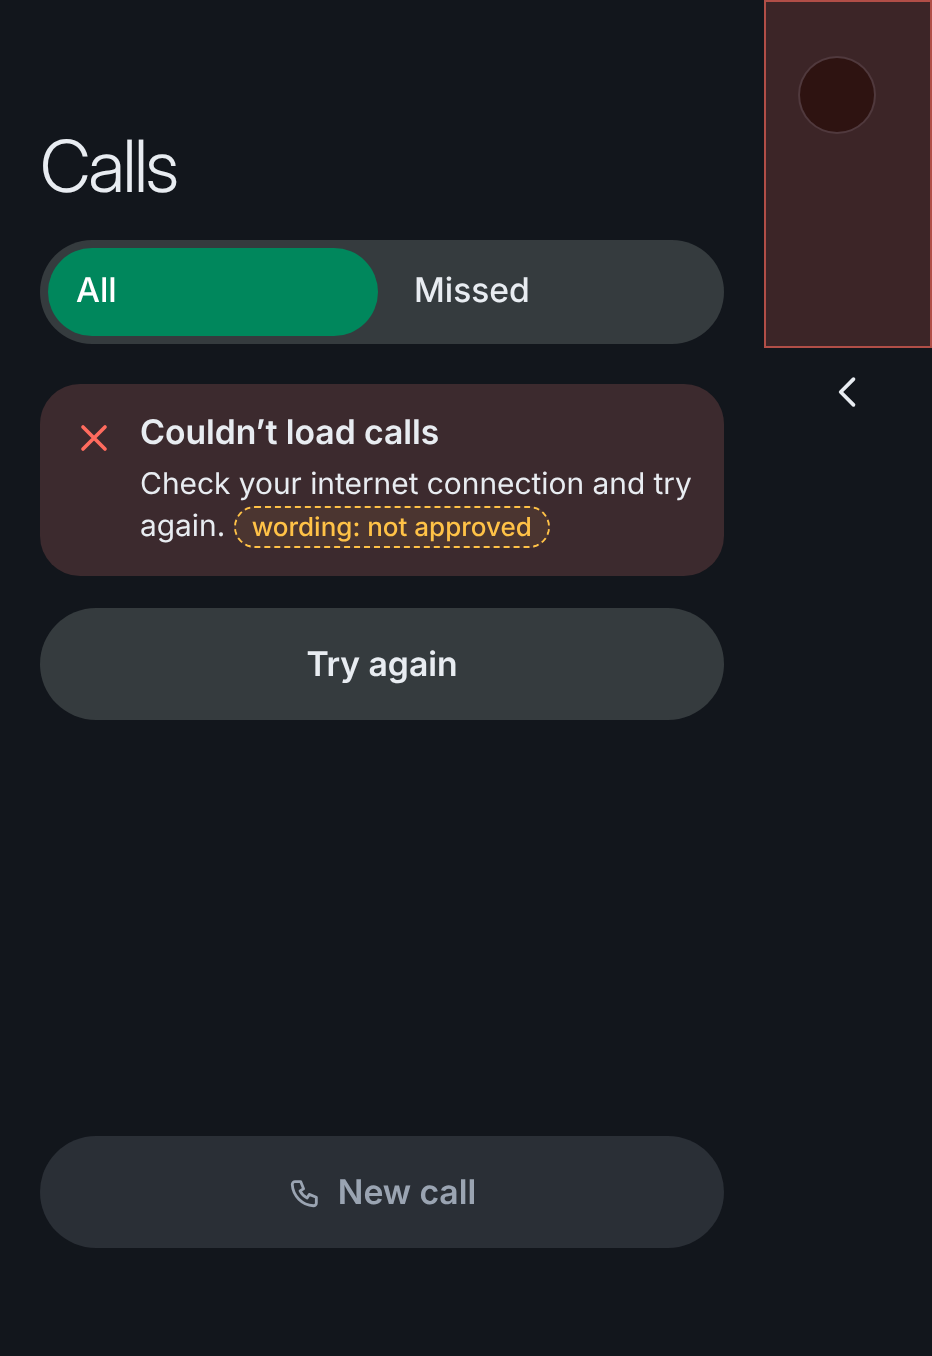 Calls
All Missed
Couldn’t load calls
Check your internet connection and try
again. wording: not approved
Try again
New call